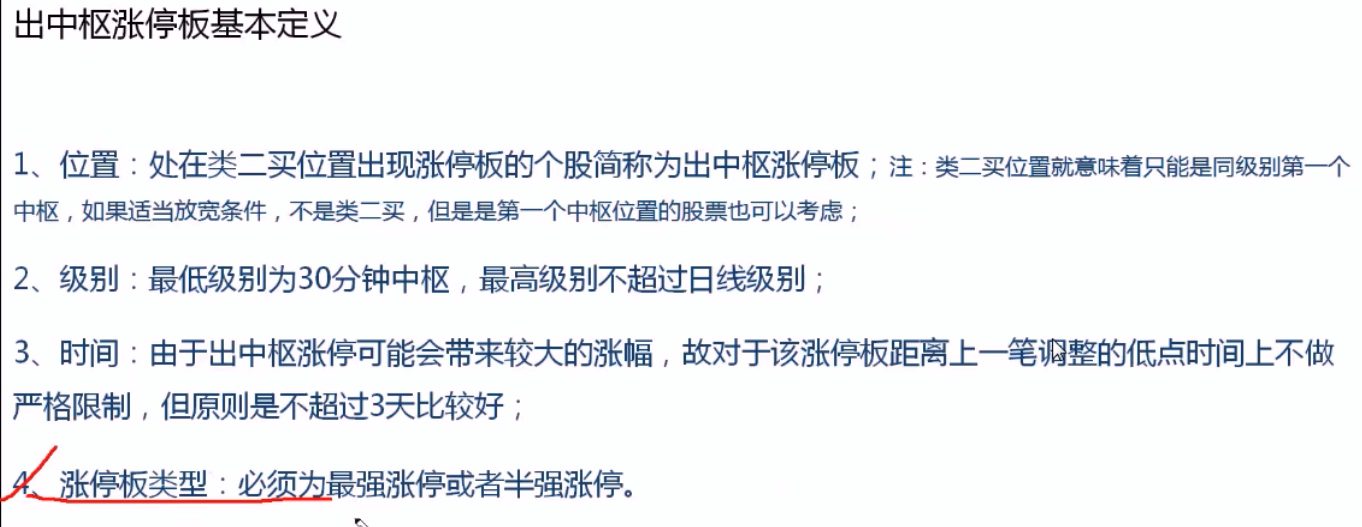 出中枢涨停板基本定义
1、位置：处在类二买位置出现涨停板的个股简称为出中枢涨停板；注：类二买位置就意味着只能是同级别第一个
中枢，如果适当放宽条件，不是类二买，但是是第一个中枢位置的股票也可以考虑；
2、级别：最低级别为30分钟中枢，最高级别不超过日线级别；
3、时间：由于出中枢涨停可能会带来较大的涨幅，故对于该涨停板距离上一笔调整的低点时间上不做
严格限制，但原则是不超过3天比较好；
4、涨停板类型：必须为最强涨停或者半强涨停。